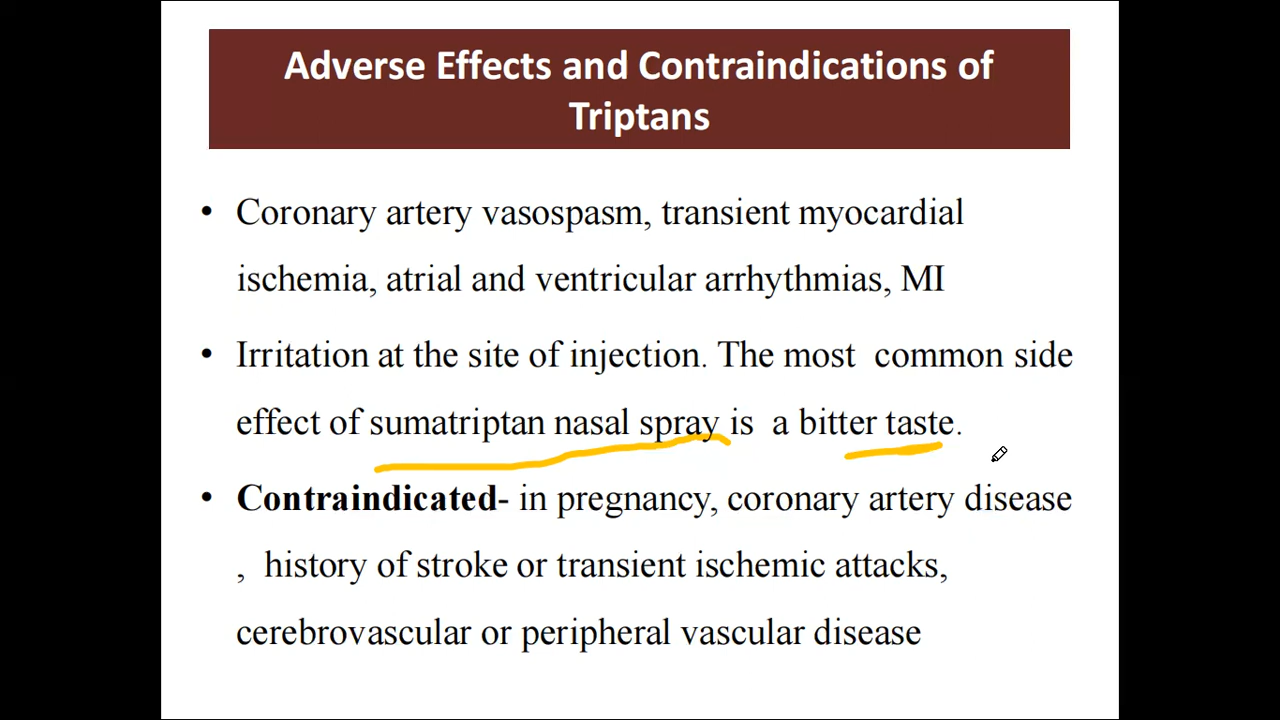 Adverse Effects and Contraindications of
Triptans
• Coronary artery vasospasm, transient myocardial
ischemia, atrial and ventricular arrhythmias, MI
• Irritation at the site of injection. The most  common side
effect of sumatriptan nasal spray is  a bitter taste.
• Contraindicated- in pregnancy, coronary artery disease
,  history of stroke or transient ischemic attacks,
cerebrovascular or peripheral vascular disease